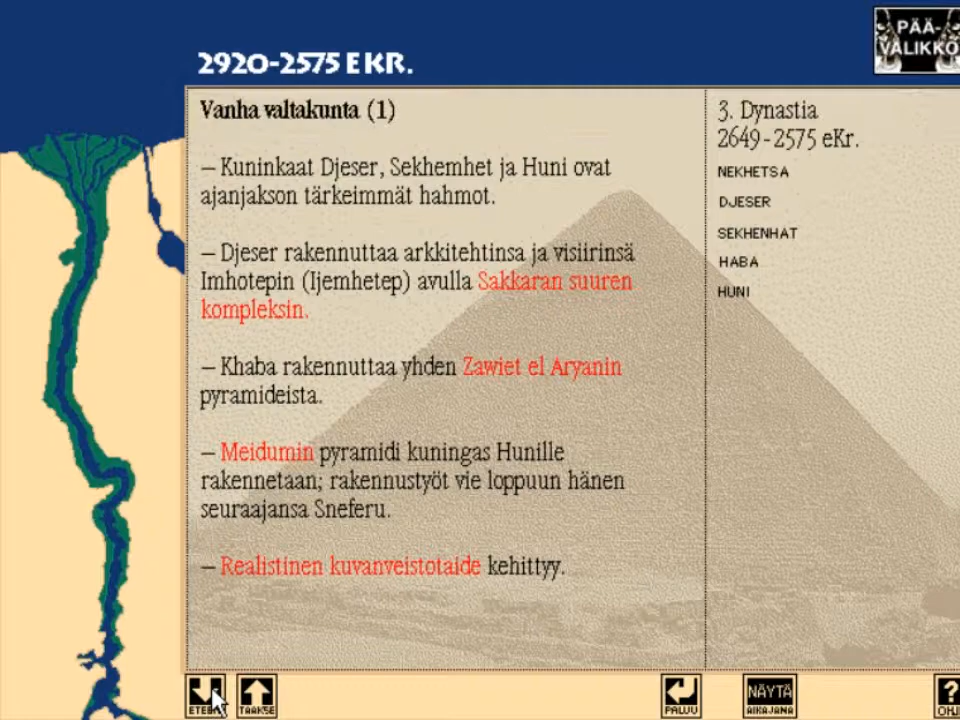 PÄÄ-
VALIKKO
2920-2575 EKR.
Vanha valtakunta (1)
– Kuninkaat Djeser, Sekhemhet ja Huni ovat
ajanjakson tärkeimmät hahmot.
– Djeser rakennuttaa arkkitehtinsa ja visiirinsä
Imhotepin (Ijemhetep) avulla Sakkaran suuren
kompleksin.
– Khaba rakennuttaa yhden Zawiet el Aryanin
pyramideista.
– Meidumin pyramidi kuningas Hunille
rakennetaan; rakennustyöt vie loppuun hänen
seuraajansa Sneferu.
– Realistinen kuvanveistotaide kehittyy.
3. Dynastia
2649-2575 eKr.
NEKHETSA
DJESER
SEKHENHAT
HABA
HUNI
TAAKSE
PALUU
NÄYTÄ
AIKAJANA
?